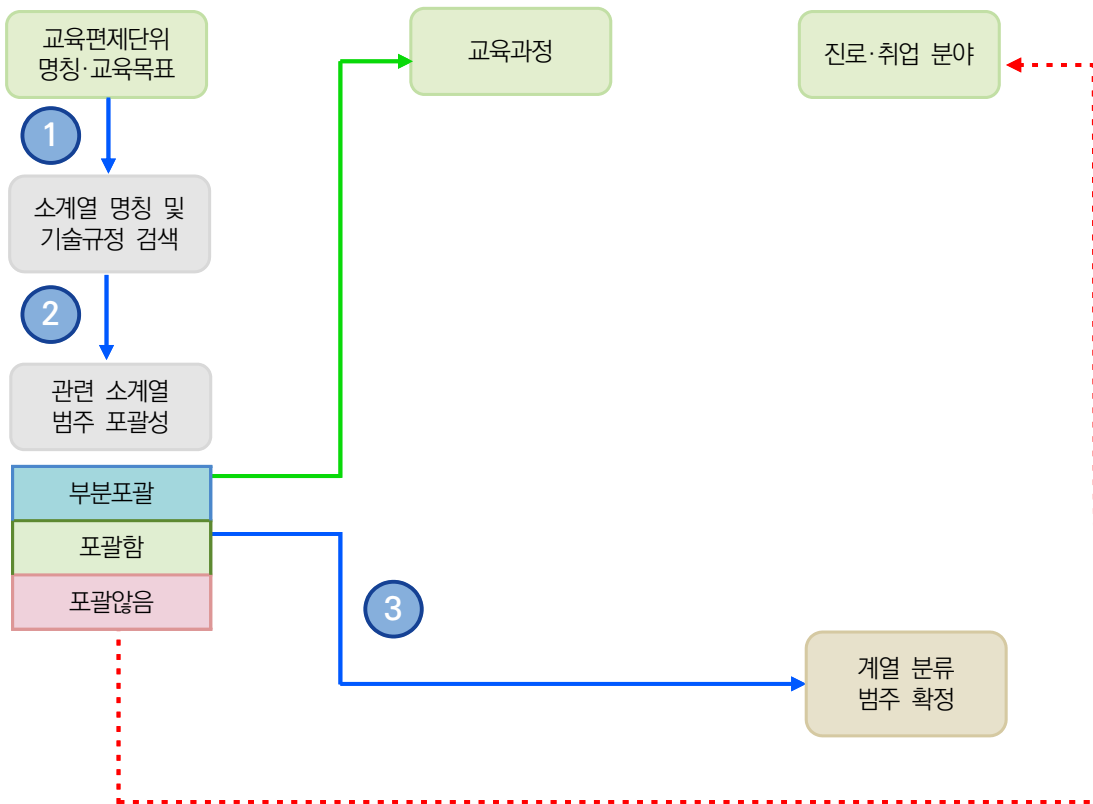 교육편제단위
명칭·교육목표
교육과정
진로·취업 분야
1
소계열 명칭 및
기술규정 검색
2
관련 소계열
범주 포괄성
부분포괄
포괄함
포괄않음
3
계열 분류
범주 확정